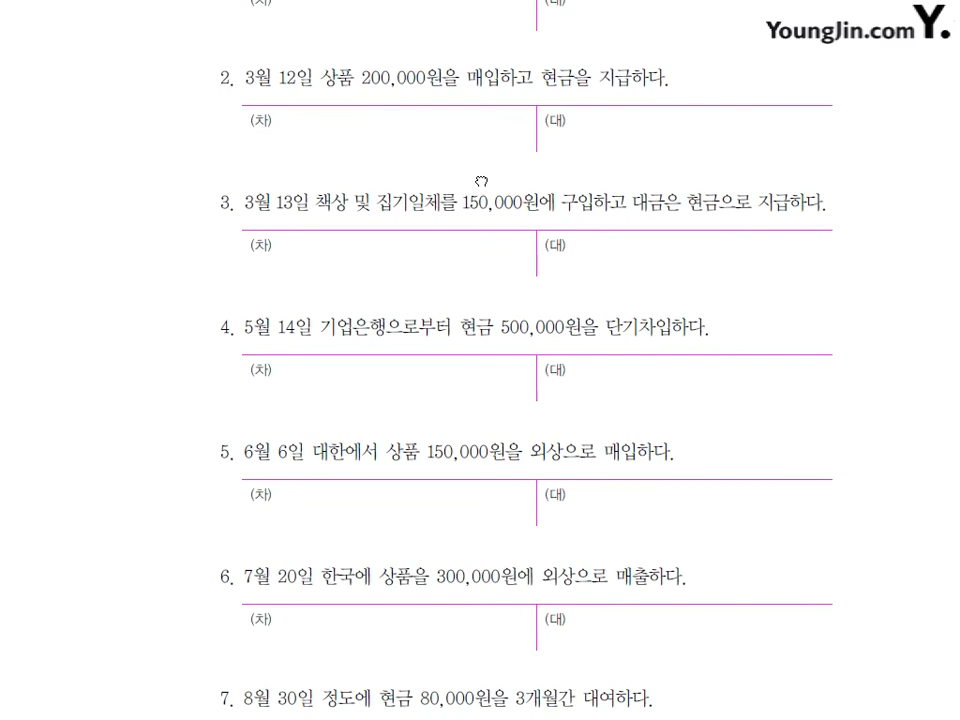 (차) (대)
YoungJin.com Y.
2. 3월 12일 상품 200,000원을 매입하고 현금을 지급하다.
(차) (대)
3. 3월 13일 책상 및 집기일체를 150,000원에 구입하고 대금은 현금으로 지급하다.
(차) (대)
4. 5월 14일 기업은행으로부터 현금 500,000원을 단기차입하다.
(차) (대)
5. 6월 6일 대한에서 상품 150,000원을 외상으로 매입하다.
(차) (대)
6. 7월 20일 한국에 상품을 300,000원에 외상으로 매출하다.
(차) (대)
7. 8월 30일 정도에 현금 80,000원을 3개월간 대여하다.